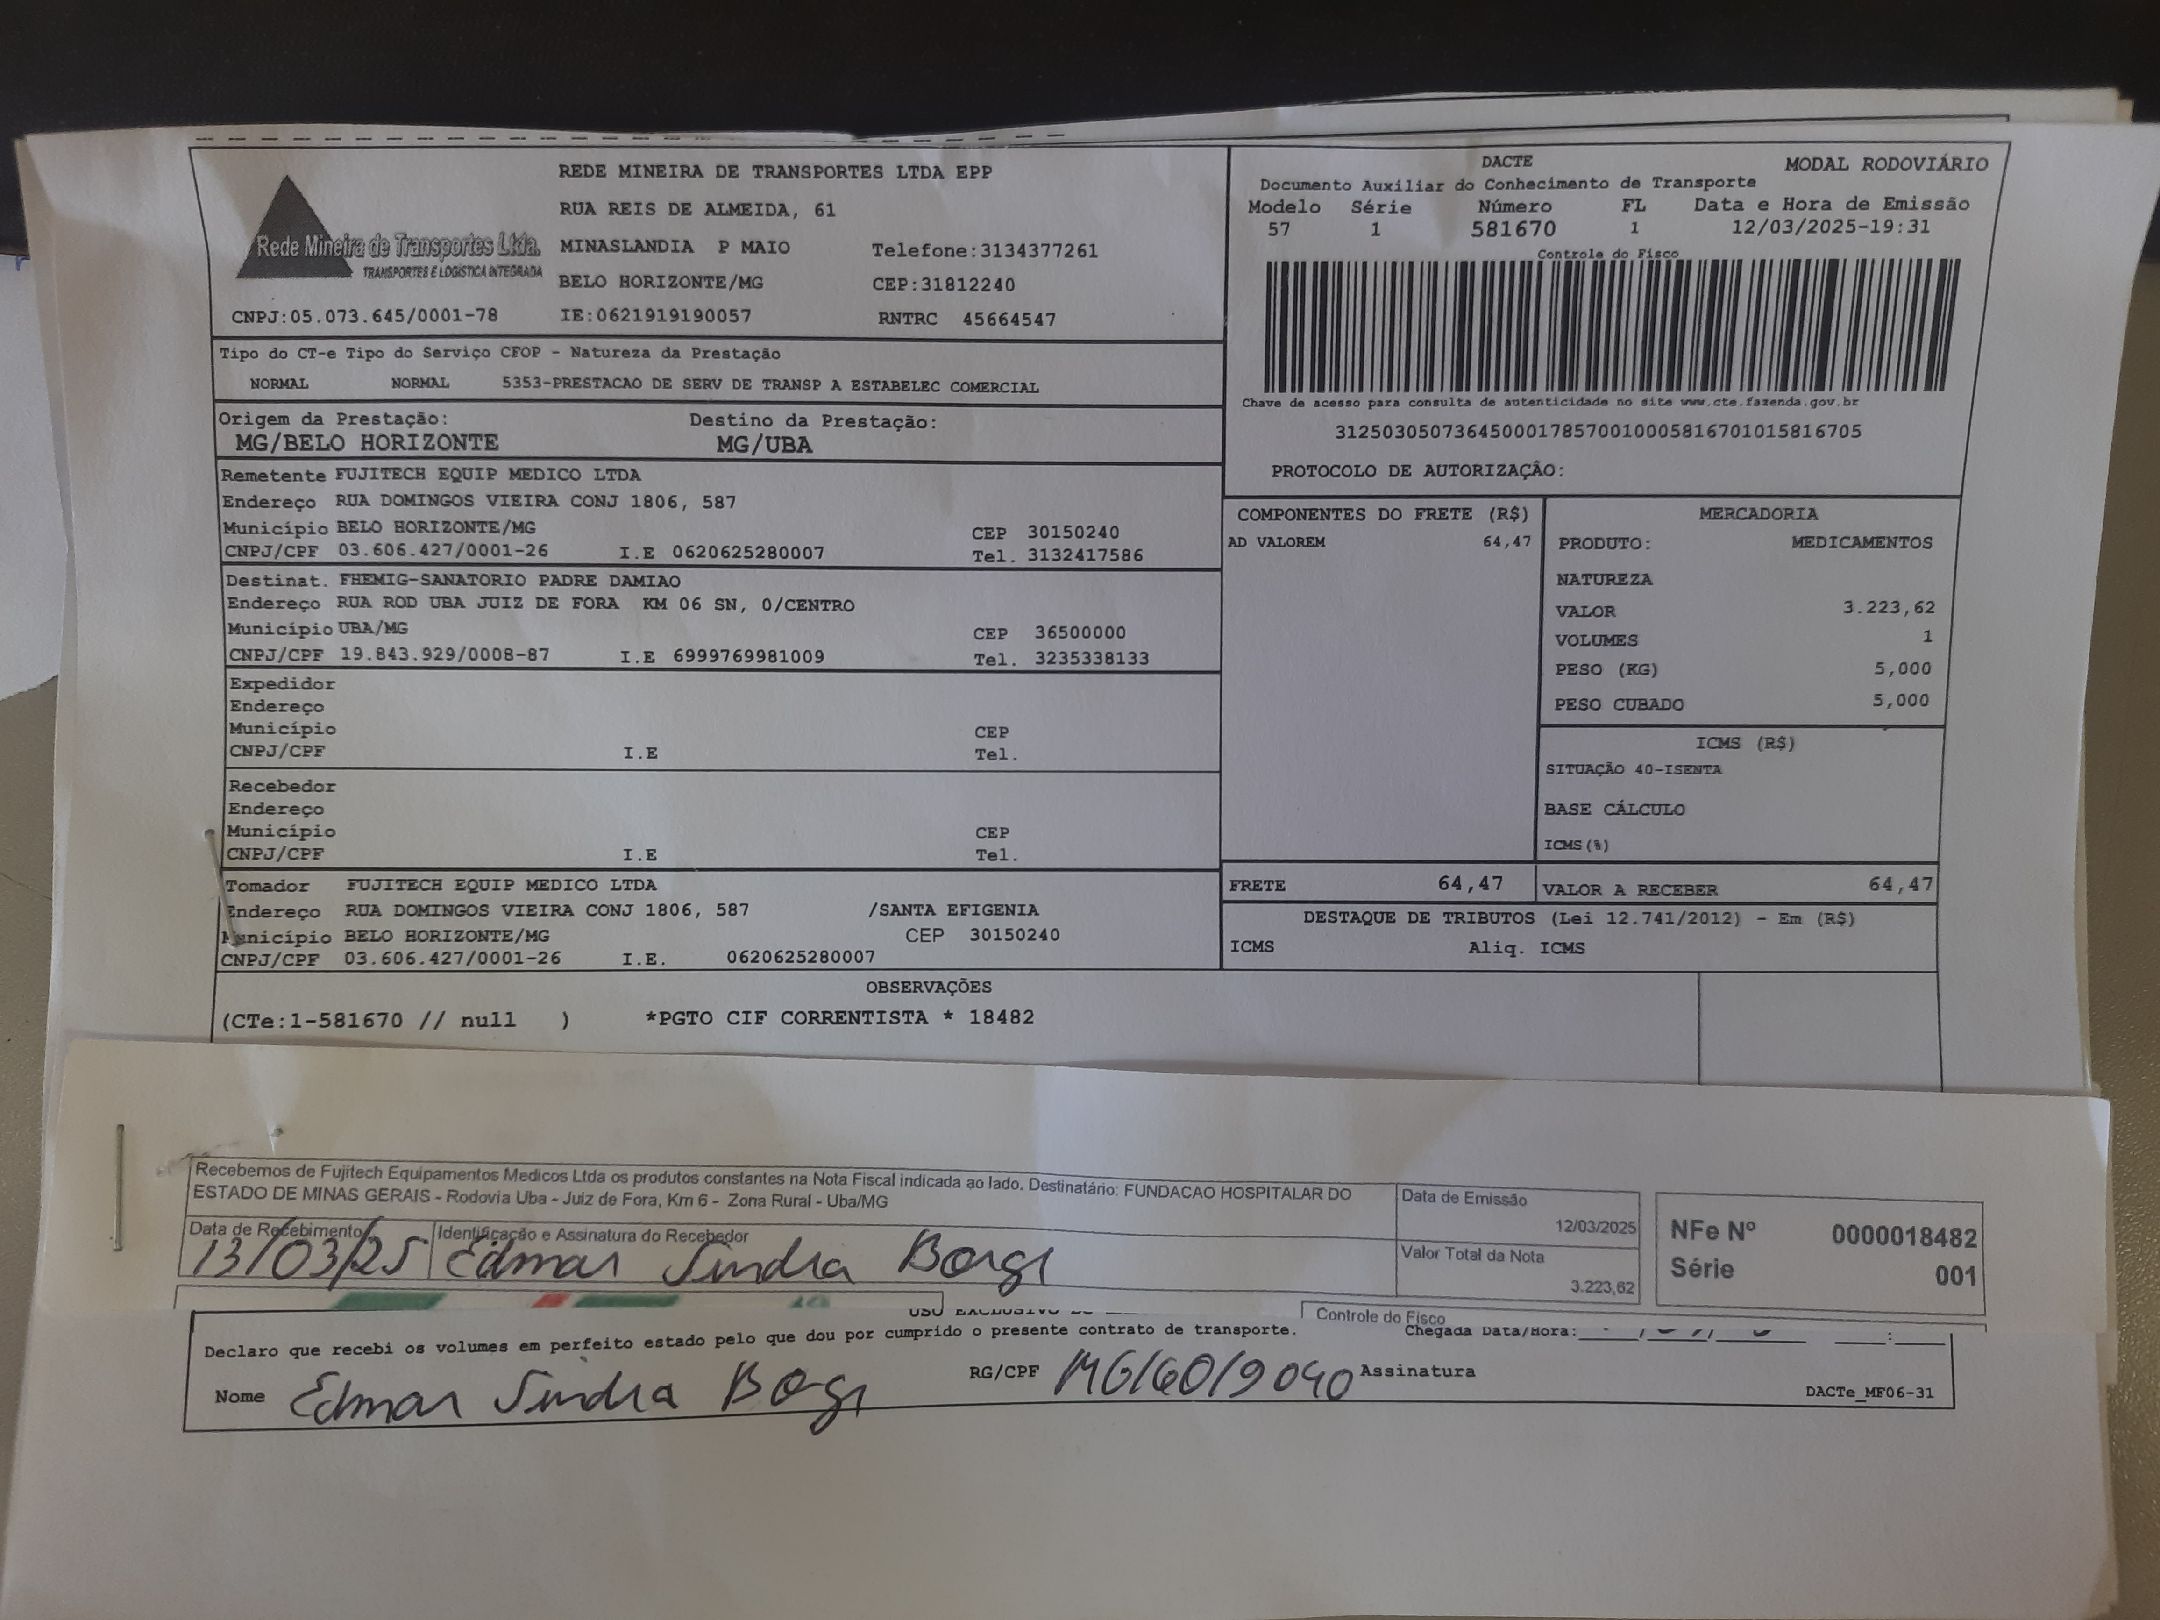 REDE MINEIRA DE TRANSPORTES LTDA EPP
RUA REIS DE ALMEIDA, 61
Rede Mineira de Transportes Ltda.
TRANSPORTES E LOGÍSTICA INTEGRADA
MINASLANDIA P MAIO Telefone:3134377261
BELO HORIZONTE/MG CEP:31812240
CNPJ:05.073.645/0001-78 IE:0621919190057 RNTRC 45664547
DACTE MODAL RODOVIÁRIO
Documento Auxiliar do Conhecimento de Transporte
Modelo Série Número FL Data e Hora de Emissão
57 1 581670 1 12/03/2025-19:31
Controle do Fisco
Chave de acesso para consulta de autenticidade no site www.cte.fazenda.gov.br
31250305073645000178570010005816701015816705
PROTOCOLO DE AUTORIZAÇÃO:
Tipo do CT-e Tipo do Serviço CFOP - Natureza da Prestação
NORMAL NORMAL 5353-PRESTACAO DE SERV DE TRANSP A ESTABELEC COMERCIAL
Origem da Prestação: Destino da Prestação:
MG/BELO HORIZONTE MG/UBA
Remetente FUJITECH EQUIP MEDICO LTDA
Endereço RUA DOMINGOS VIEIRA CONJ 1806, 587
Município BELO HORIZONTE/MG CEP 30150240
CNPJ/CPF 03.606.427/0001-26 I.E 0620625280007 Tel. 3132417586
Destinat. FHEMIG-SANATORIO PADRE DAMIAO
Endereço RUA ROD UBA JUIZ DE FORA KM 06 SN, 0/CENTRO
Município UBA/MG CEP 36500000
CNPJ/CPF 19.843.929/0008-87 I.E 6999769981009 Tel. 3235338133
Expedidor
Endereço
Município CEP
CNPJ/CPF I.E Tel.
Recebedor
Endereço
Município CEP
CNPJ/CPF I.E Tel.
Tomador FUJITECH EQUIP MEDICO LTDA
Endereço RUA DOMINGOS VIEIRA CONJ 1806, 587 /SANTA EFIGENIA
Município BELO HORIZONTE/MG CEP 30150240
CNPJ/CPF 03.606.427/0001-26 I.E. 0620625280007
COMPONENTES DO FRETE (R$)
AD VALOREM 64,47
MERCADORIA
PRODUTO: MEDICAMENTOS
NATUREZA
VALOR 3.223,62
VOLUMES 1
PESO (KG) 5,000
PESO CUBADO 5,000
ICMS (R$)
SITUAÇÃO 40-ISENTA
BASE CÁLCULO
ICMS(%)
FRETE 64,47 VALOR A RECEBER 64,47
DESTAQUE DE TRIBUTOS (Lei 12.741/2012) - Em (R$)
ICMS Aliq. ICMS
OBSERVAÇÕES
(CTe:1-581670 // null ) *PGTO CIF CORRENTISTA * 18482
Recebemos de Fujitech Equipamentos Medicos Ltda os produtos constantes na Nota Fiscal indicada ao lado. Destinatário: FUNDACAO HOSPITALAR DO
ESTADO DE MINAS GERAIS - Rodovia Uba - Juiz de Fora, Km 6 - Zona Rural - Uba/MG
Data de Recebimento Identificação e Assinatura do Recebedor
13/03/25 Edmar Sindra Borgi
Data de Emissão
12/03/2025
Valor Total da Nota
3.223,62
NFe Nº 0000018482
Série 001
USO EXCLUSIVO
Controle do Fisco
Declaro que recebi os volumes em perfeito estado pelo que dou por cumprido o presente contrato de transporte. Chegada Data/Hora:
Nome Edmar Sindra Borgi RG/CPF Assinatura
DACTe_MF06-31